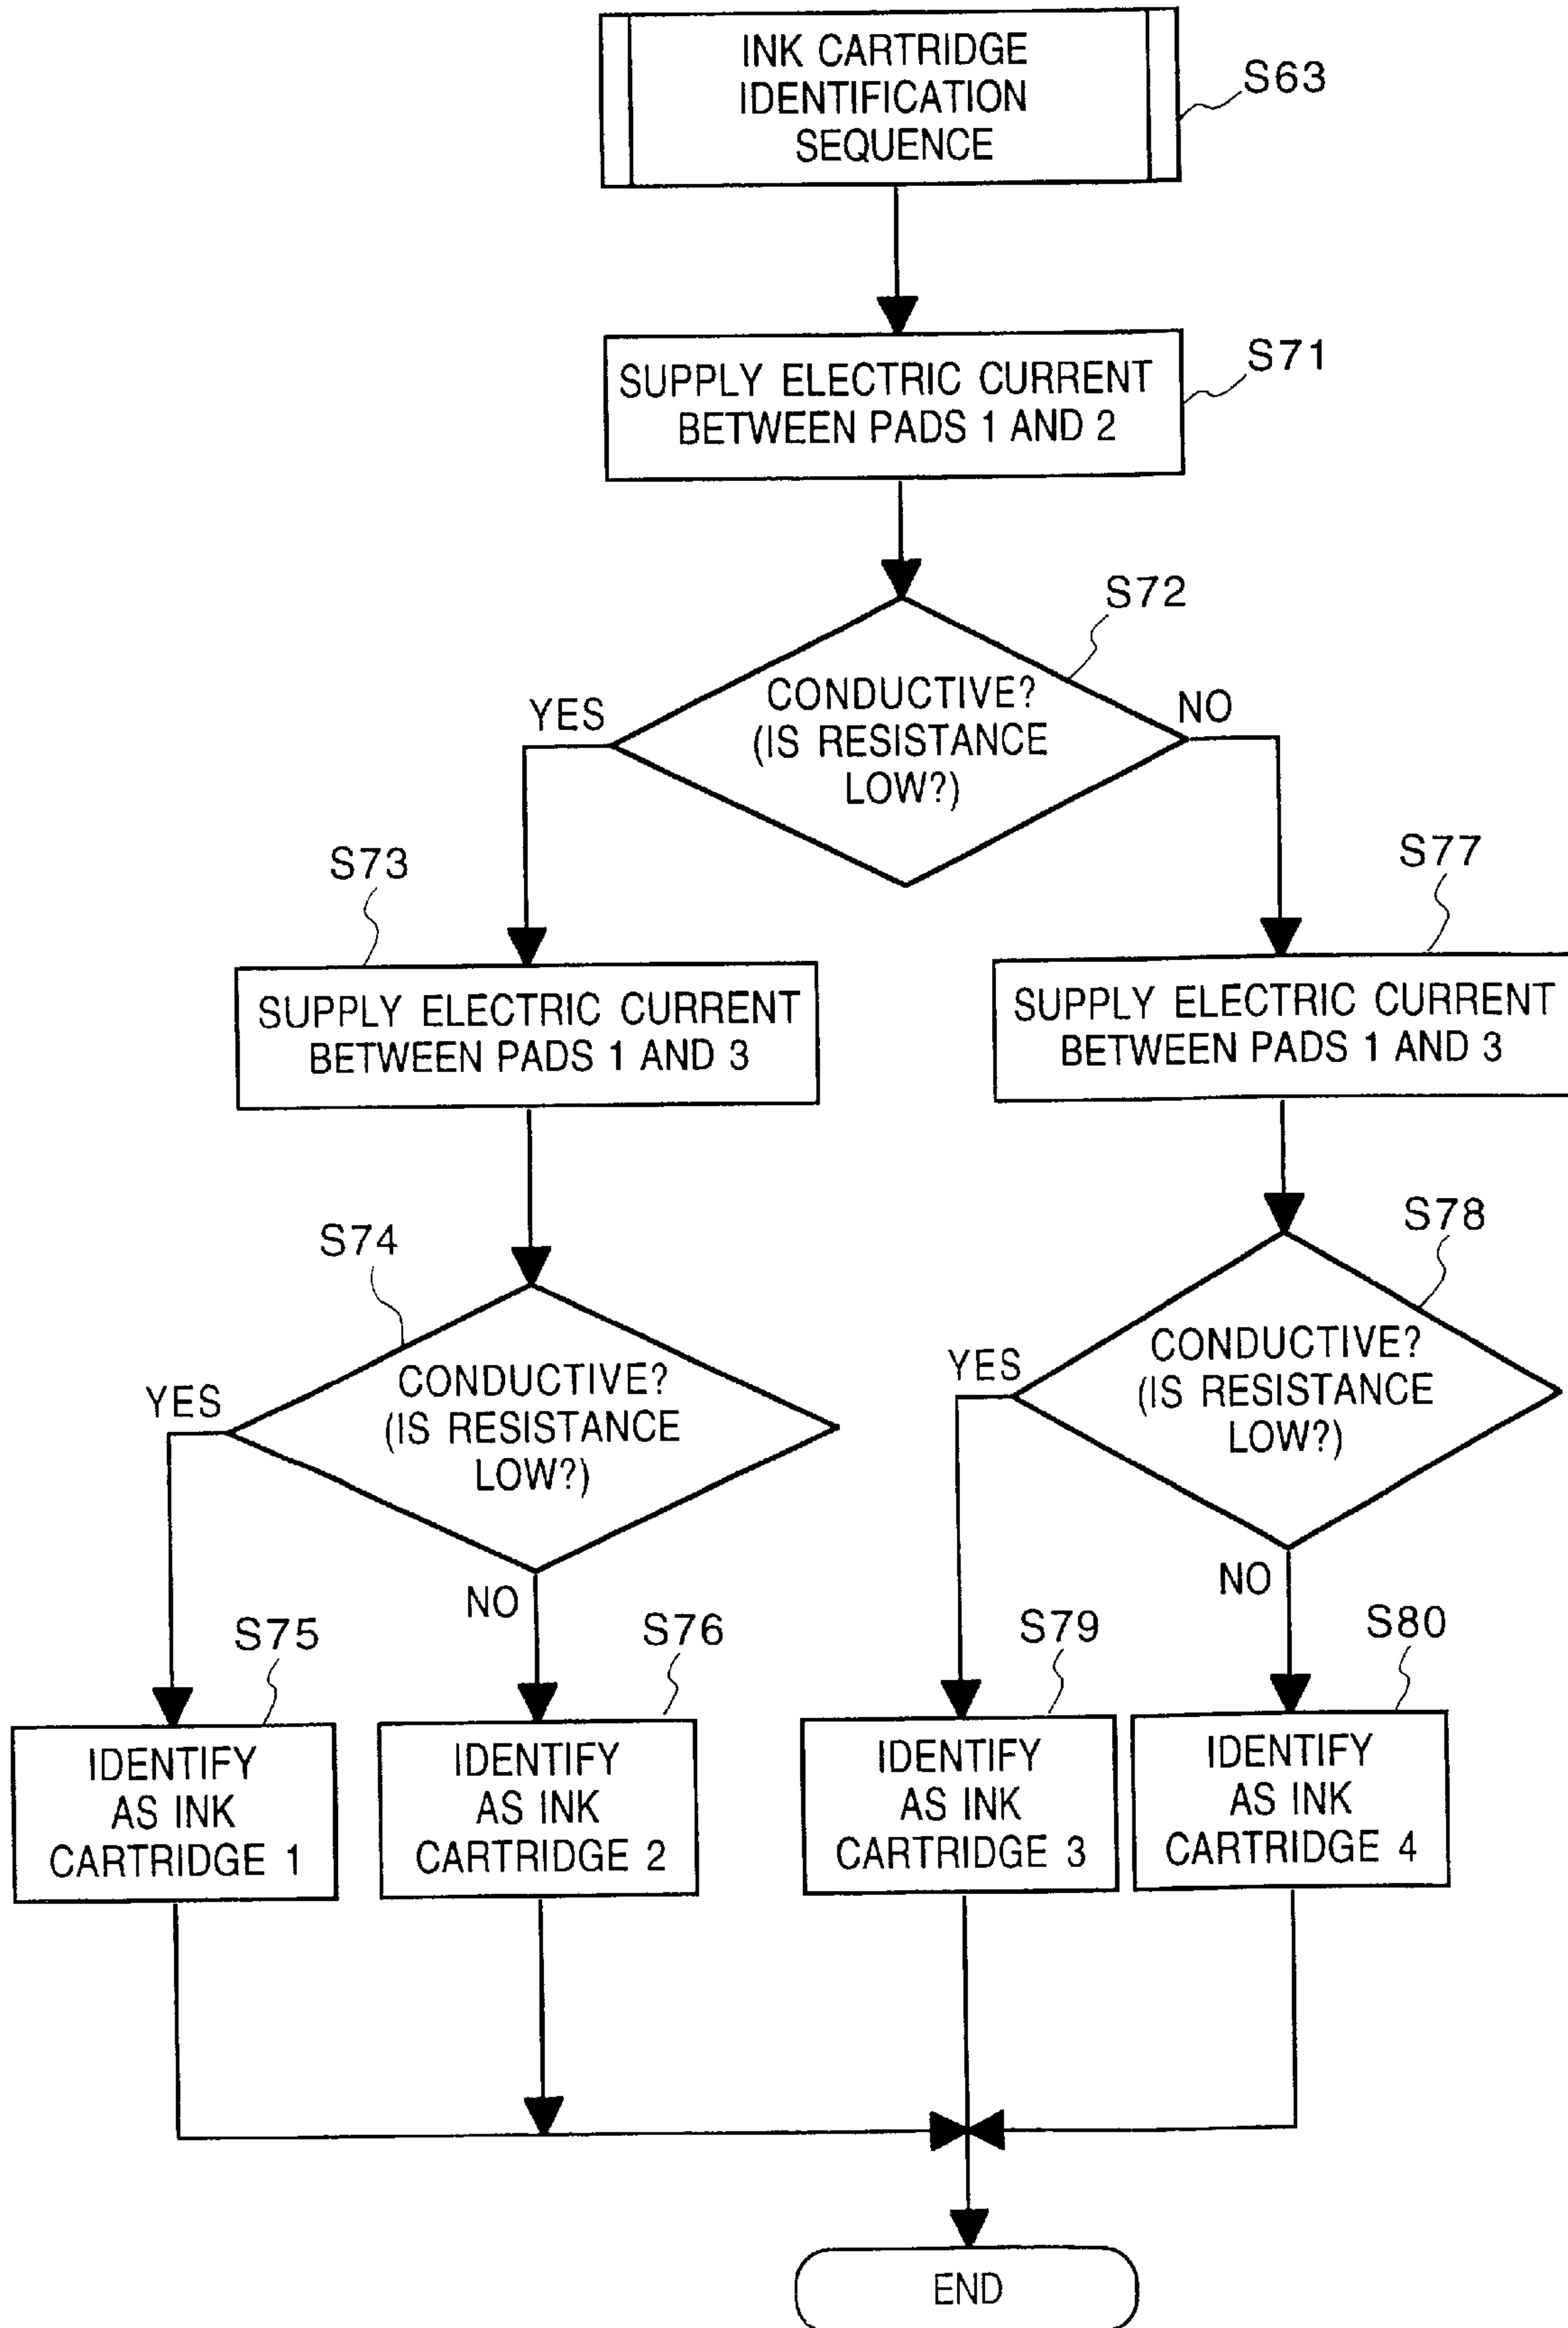 INK CARTRIDGE
IDENTIFICATION
SEQUENCE
S63
SUPPLY ELECTRIC CURRENT
BETWEEN PADS 1 AND 2
S71
S72
CONDUCTIVE?
(IS RESISTANCE
LOW?)
YES
NO
S73
SUPPLY ELECTRIC CURRENT
BETWEEN PADS 1 AND 3
S77
SUPPLY ELECTRIC CURRENT
BETWEEN PADS 1 AND 3
S74
CONDUCTIVE?
(IS RESISTANCE
LOW?)
YES
NO
S78
CONDUCTIVE?
(IS RESISTANCE
LOW?)
YES
NO
S75
IDENTIFY
AS INK
CARTRIDGE 1
S76
IDENTIFY
AS INK
CARTRIDGE 2
S79
IDENTIFY
AS INK
CARTRIDGE 3
S80
IDENTIFY
AS INK
CARTRIDGE 4
END